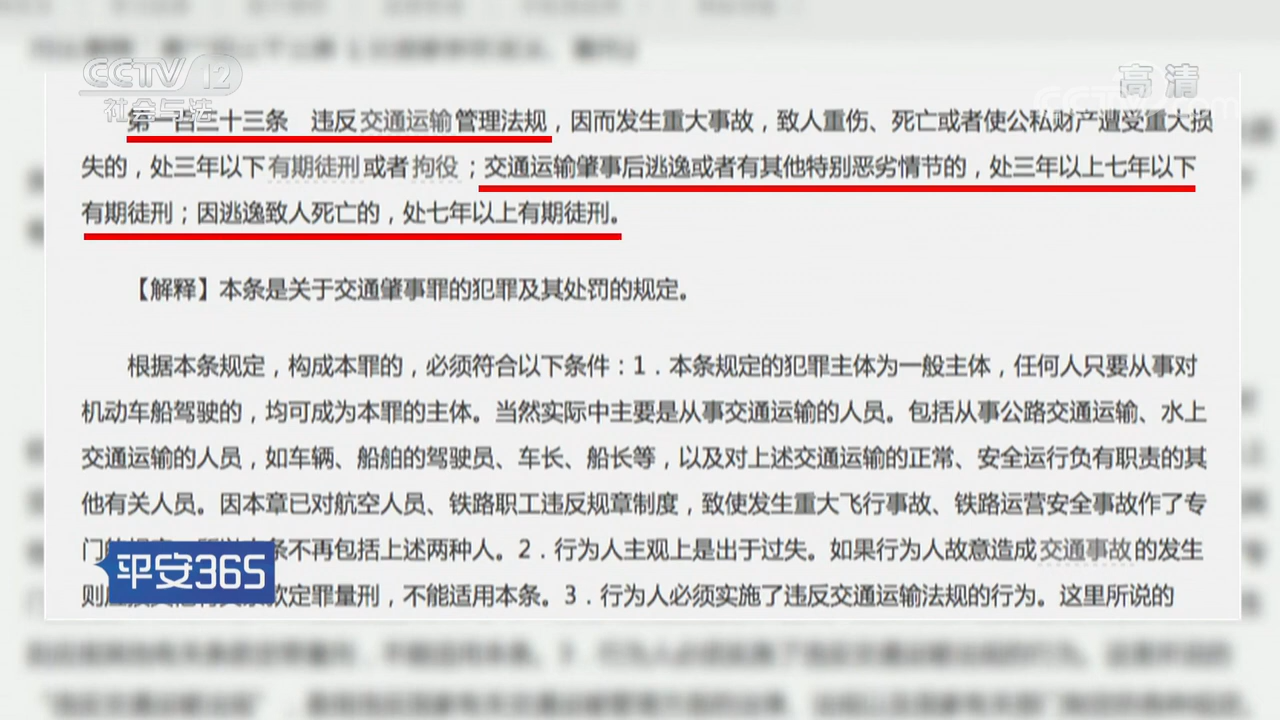 CCTV 12
社会与法
高清
第一百三十三条 违反交通运输管理法规，因而发生重大事故，致人重伤、死亡或者使公私财产遭受重大损
失的，处三年以下有期徒刑或者拘役；交通运输肇事后逃逸或者有其他特别恶劣情节的，处三年以上七年以下
有期徒刑；因逃逸致人死亡的，处七年以上有期徒刑。
【解释】本条是关于交通肇事罪的犯罪及其处罚的规定。
根据本条规定，构成本罪的，必须符合以下条件：1．本条规定的犯罪主体为一般主体，任何人只要从事对
机动车船驾驶的，均可成为本罪的主体。当然实际中主要是从事交通运输的人员。包括从事公路交通运输、水上
交通运输的人员，如车辆、船舶的驾驶员、车长、船长等，以及对上述交通运输的正常、安全运行负有职责的其
他有关人员。因本章已对航空人员、铁路职工违反规章制度，致使发生重大飞行事故、铁路运营安全事故作了专
门 条不再包括上述两种人。2．行为人主观上是出于过失。如果行为人故意造成交通事故的发生
则 定罪量刑，不能适用本条。3．行为人必须实施了违反交通运输法规的行为。这里所说的
平安365